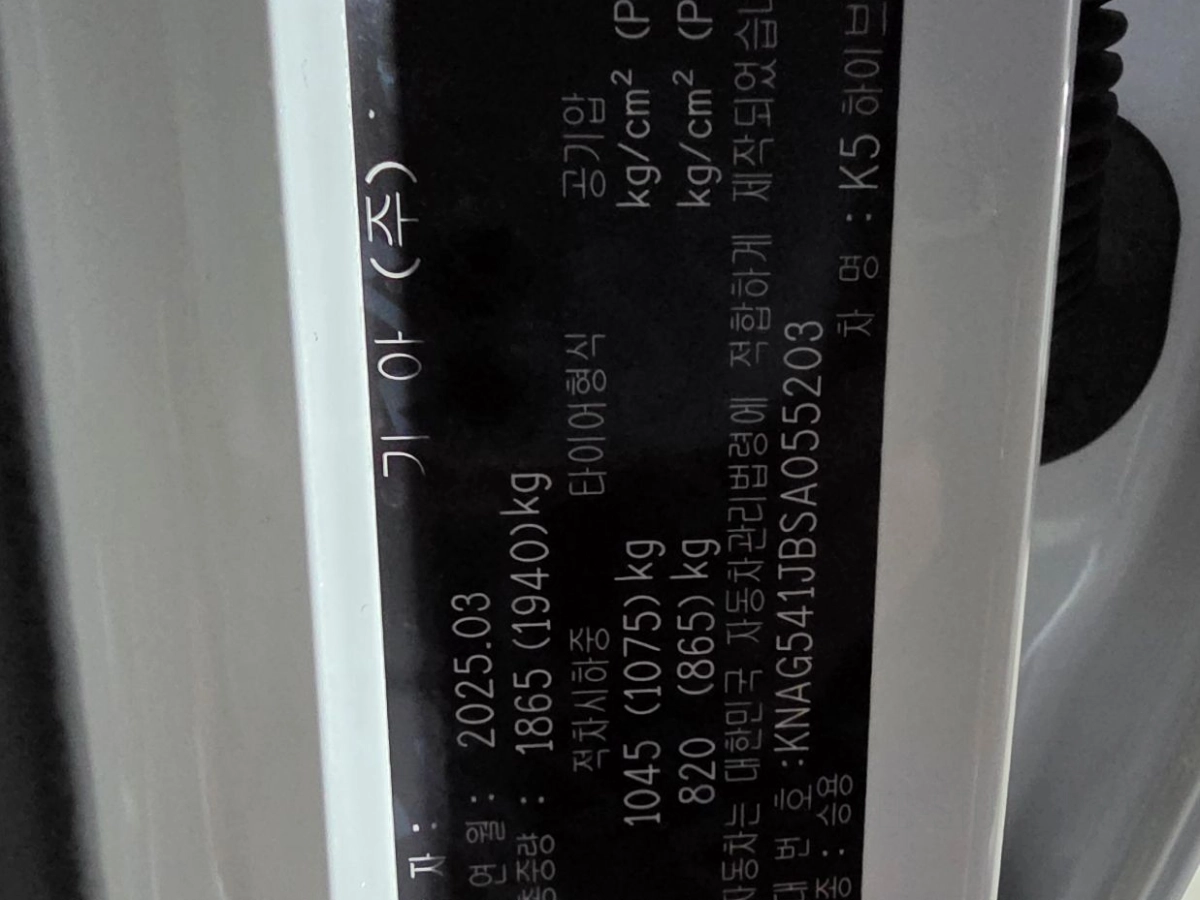 자: 기 아 (주).
연 월: 2025.03
총중량: 1865 (1940)kg
적차시하중 타이어형식 공기압
1045 (1075)kg kg/cm² (P
820 (865)kg kg/cm² (P
자동차는 대한민국 자동차관리법령에 적합하게 제작되었습니
대 번 호:KNAG541JBSA055203
종: 승용 차 명: K5 하이브